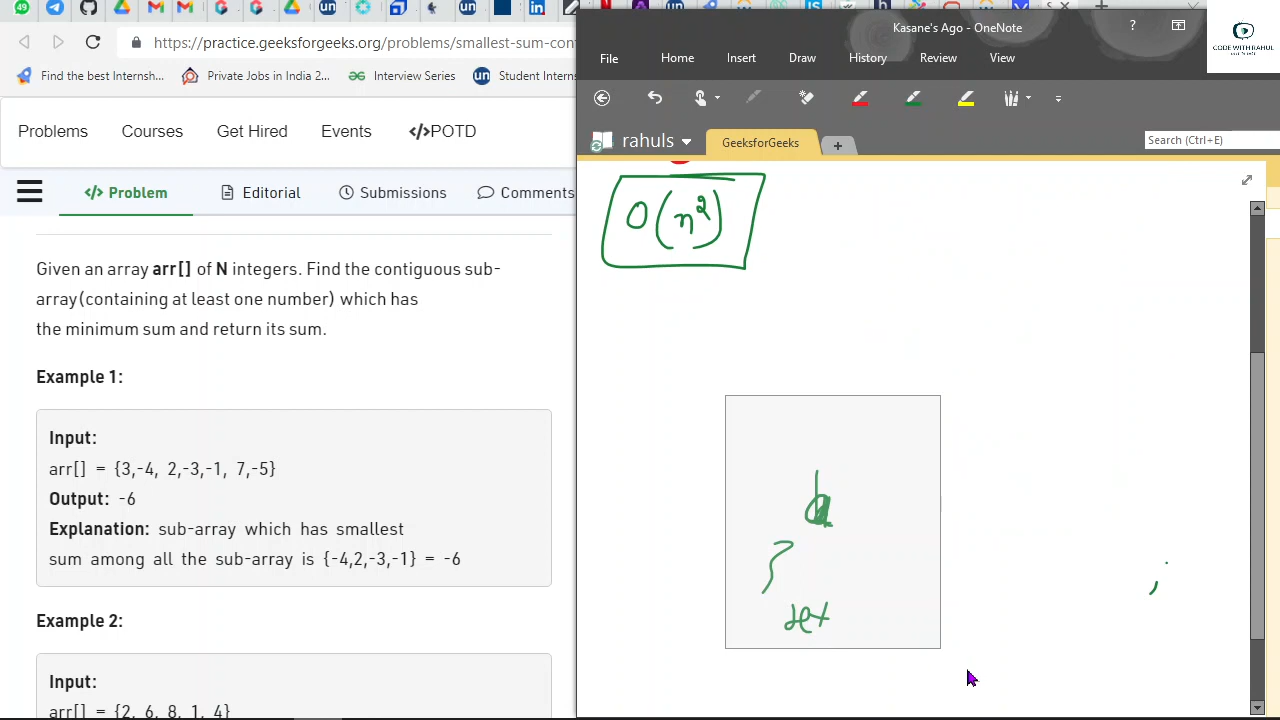 49
https://practice.geeksforgeeks.org/problems/smallest-sum-con
Find the best Internsh...
Private Jobs in India 2...
Interview Series
Student Intern
Problems
Courses
Get Hired
Events
</>POTD
</> Problem
Editorial
Submissions
Comments
Given an array arr[] of N integers. Find the contiguous sub-
array(containing at least one number) which has
the minimum sum and return its sum.
Example 1:
Input:
arr[] = {3,-4, 2,-3,-1, 7,-5}
Output: -6
Explanation: sub-array which has smallest
sum among all the sub-array is {-4,2,-3,-1} = -6
Example 2:
Input:
arr[] = {2, 6, 8, 1, 4}
Kasane's Ago - OneNote
?
CODE WITH RAHUL
File
Home
Insert
Draw
History
Review
View
rahuls
GeeksforGeeks
+
Search (Ctrl+E)
O(n²)